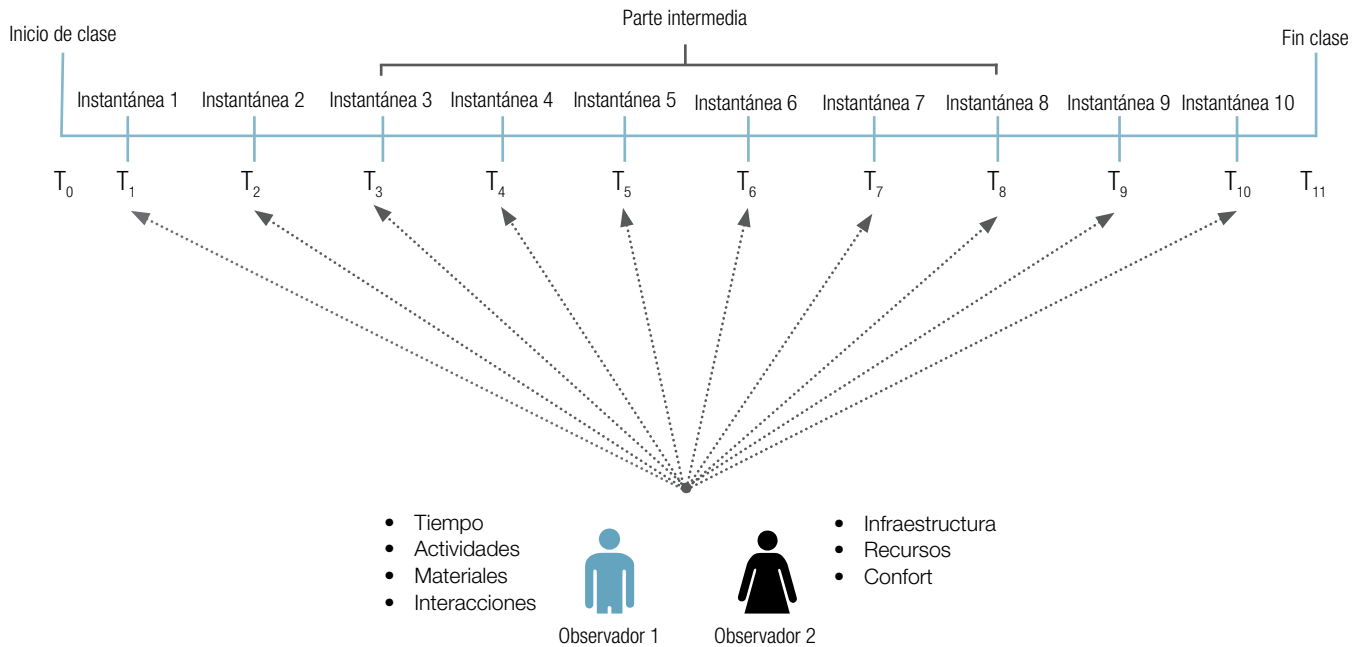 Parte intermedia
Inicio de clase
Fin clase
Instantánea 1 Instantánea 2 Instantánea 3 Instantánea 4 Instantánea 5 Instantánea 6 Instantánea 7 Instantánea 8 Instantánea 9 Instantánea 10
T0 T1 T2 T3 T4 T5 T6 T7 T8 T9 T10 T11
• Tiempo
• Actividades
• Materiales
• Interacciones
Observador 1
• Infraestructura
• Recursos
• Confort
Observador 2